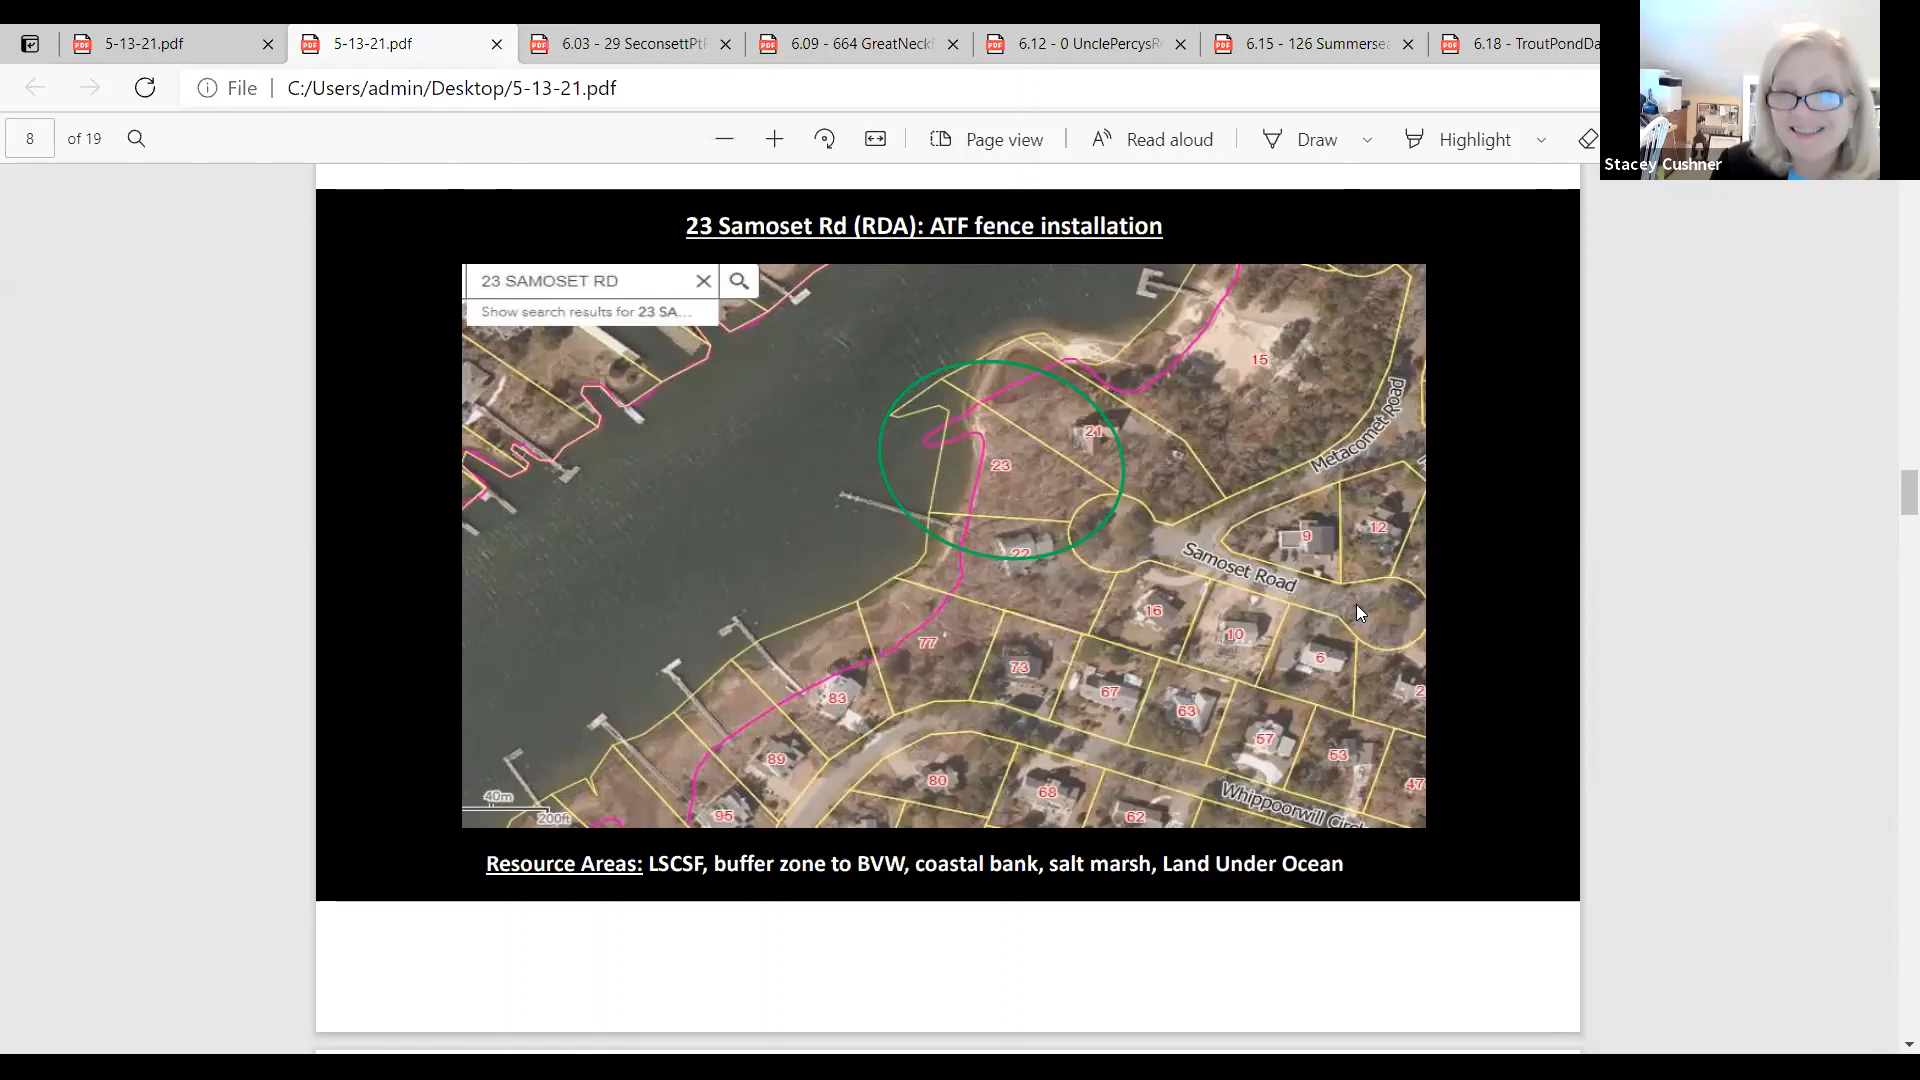 5-13-21.pdf
5-13-21.pdf
6.03 - 29 SeconsettPt
6.09 - 664 GreatNeck
6.12 - 0 UnclePercysR
6.15 - 126 Summersea
6.18 - TroutPondDa
File
C:/Users/admin/Desktop/5-13-21.pdf
8 of 19
Page view
Read aloud
Draw
Highlight
Stacey Cushner
23 Samoset Rd (RDA): ATF fence installation
23 SAMOSET RD
Show search results for 23 SA...
15
Metacomet Road
21
23
12
9
22
Samoset Road
16
10
6
77
73
2
83
67
63
57
53
89
80
47
68
40m
200ft
95
62
Whippoorwill Circl
Resource Areas: LSCSF, buffer zone to BVW, coastal bank, salt marsh, Land Under Ocean